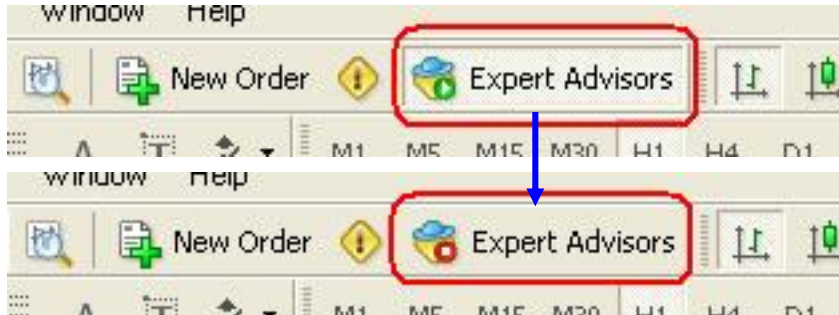 Window Help
New Order Expert Advisors
A T M1 M5 M15 M30 H1 H4 D1
Window Help
New Order Expert Advisors
A T M1 M5 M15 M30 H1 H4 D1